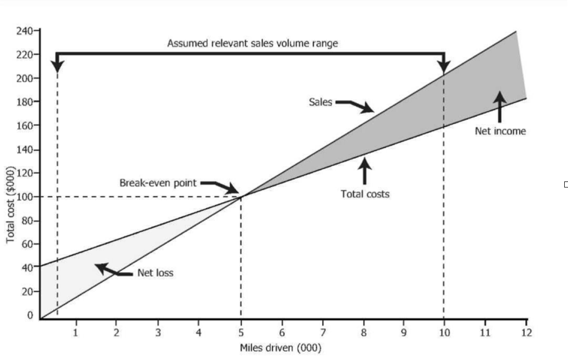 240
220
200
180
160
140
120
100
80
60
40
20
0
Total cost ($000)
Assumed relevant sales volume range
Sales
Net income
Break-even point
Total costs
Net loss
1 2 3 4 5 6 7 8 9 10 11 12
Miles driven (000)